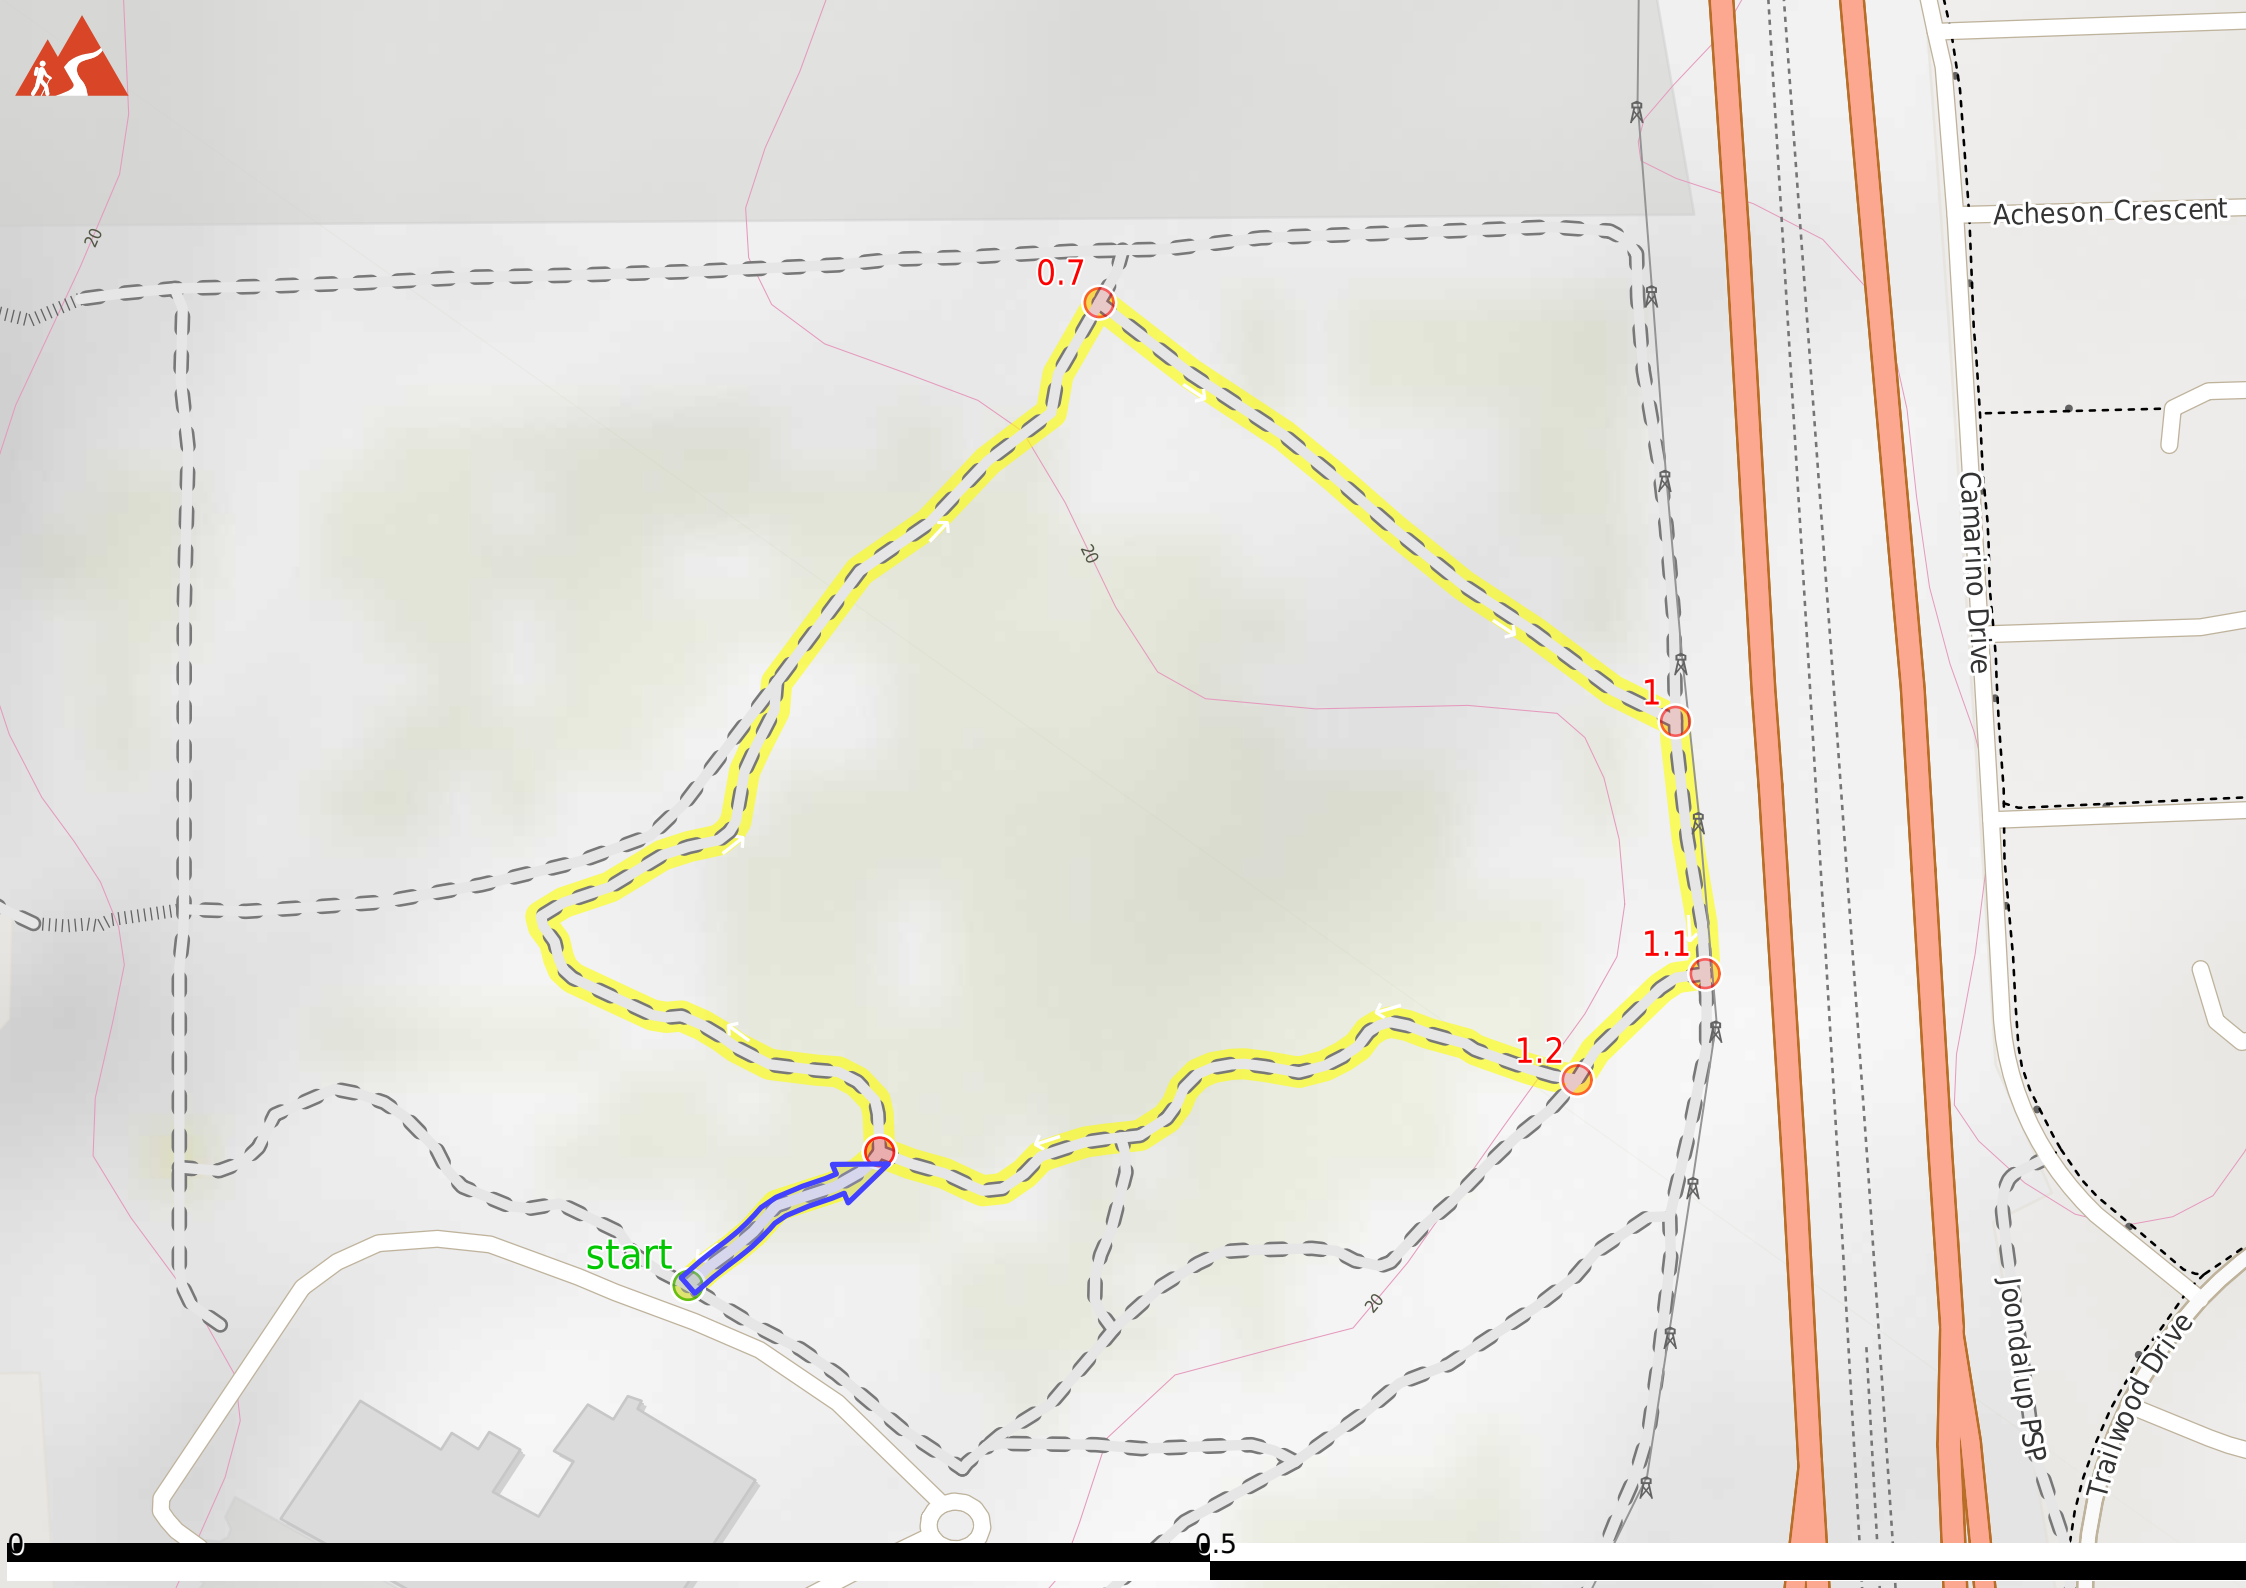 Acheson Crescent
20
0.7
Camarino Drive
20
1
1.1
1.2
start
20
Joondalup PSP
Trailwood Drive
0
0.5